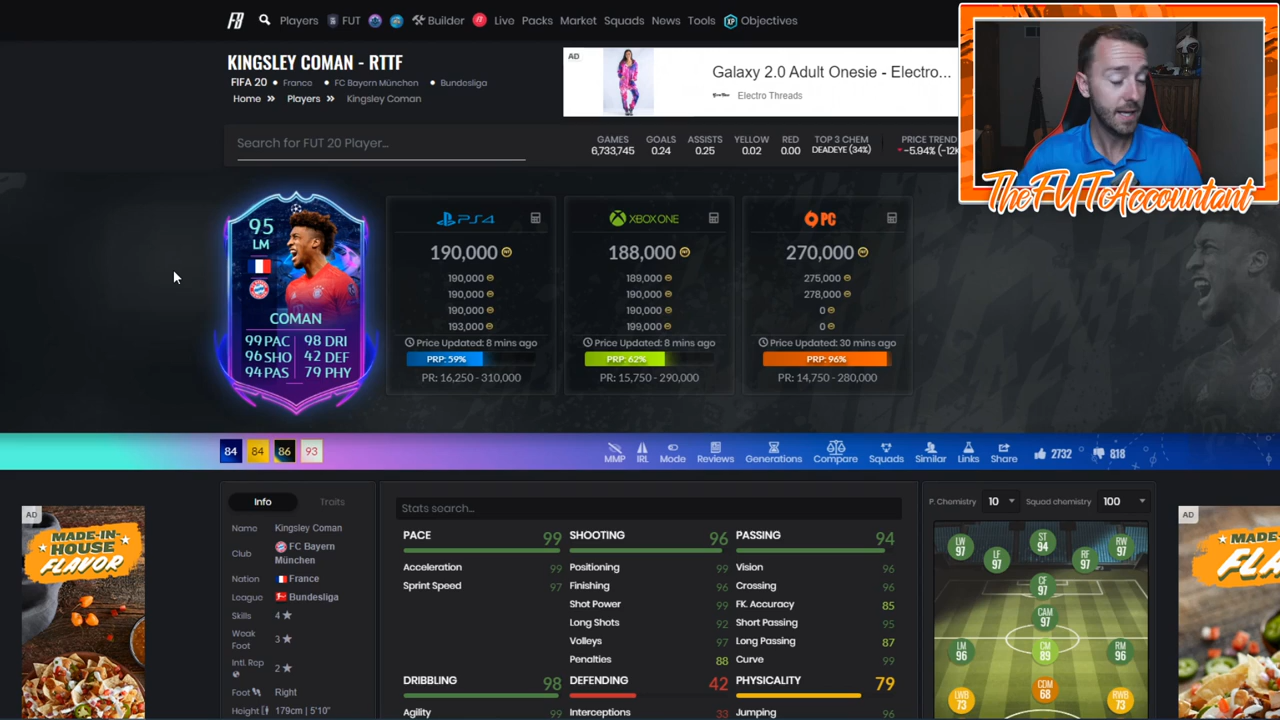 FB Players FUT Builder Live Packs Market Squads News Tools Objectives
KINGSLEY COMAN - RTTF
FIFA 20 • France • FC Bayern München • Bundesliga
Home » Players » Kingsley Coman
AD
Galaxy 2.0 Adult Onesie - Electro...
Electro Threads
Search for FUT 20 Player...
GAMES GOALS ASSISTS YELLOW RED TOP 3 CHEM PRICE TREND
6,733,745 0.24 0.25 0.02 0.00 DEADEYE (34%) -5.94% (-12K
TheFUTAccountant
95
LM
COMAN
99 PAC 98 DRI
96 SHO 42 DEF
94 PAS 79 PHY
PS4
190,000
190,000
190,000
190,000
193,000
Price Updated: 8 mins ago
PRP: 59%
PR: 16,250 - 310,000
XBOX ONE
188,000
189,000
190,000
190,000
199,000
Price Updated: 8 mins ago
PRP: 62%
PR: 15,750 - 290,000
PC
270,000
275,000
278,000
0
0
Price Updated: 30 mins ago
PRP: 96%
PR: 14,750 - 280,000
84 84 86 93
MMP IRL Mode Reviews Generations Compare Squads Similar Links Share 2732 818
AD
MADE-IN-
HOUSE
FLAVOR
Info Traits
Name Kingsley Coman
Club FC Bayern
München
Nation France
League Bundesliga
Skills 4★
Weak
Foot 3★
Intl. Rep 2★
Foot Right
Height 179cm | 5'10"
Stats search...
PACE 99
Acceleration 99
Sprint Speed 97
SHOOTING 96
Positioning 99
Finishing 96
Shot Power 99
Long Shots 92
Volleys 97
Penalties 88
PASSING 94
Vision 96
Crossing 96
FK. Accuracy 85
Short Passing 95
Long Passing 87
Curve 99
DRIBBLING 98
Agility 99
DEFENDING 42
Interceptions 33
PHYSICALITY 79
Jumping 96
P. Chemistry 10 Squad chemistry 100
LW
97
LF
97
ST
94
RF
97
RW
97
CF
97
CAM
97
LM
96
CM
89
RM
96
LWB
73
CDM
68
RWB
73
AD
MADE-
HO
FL